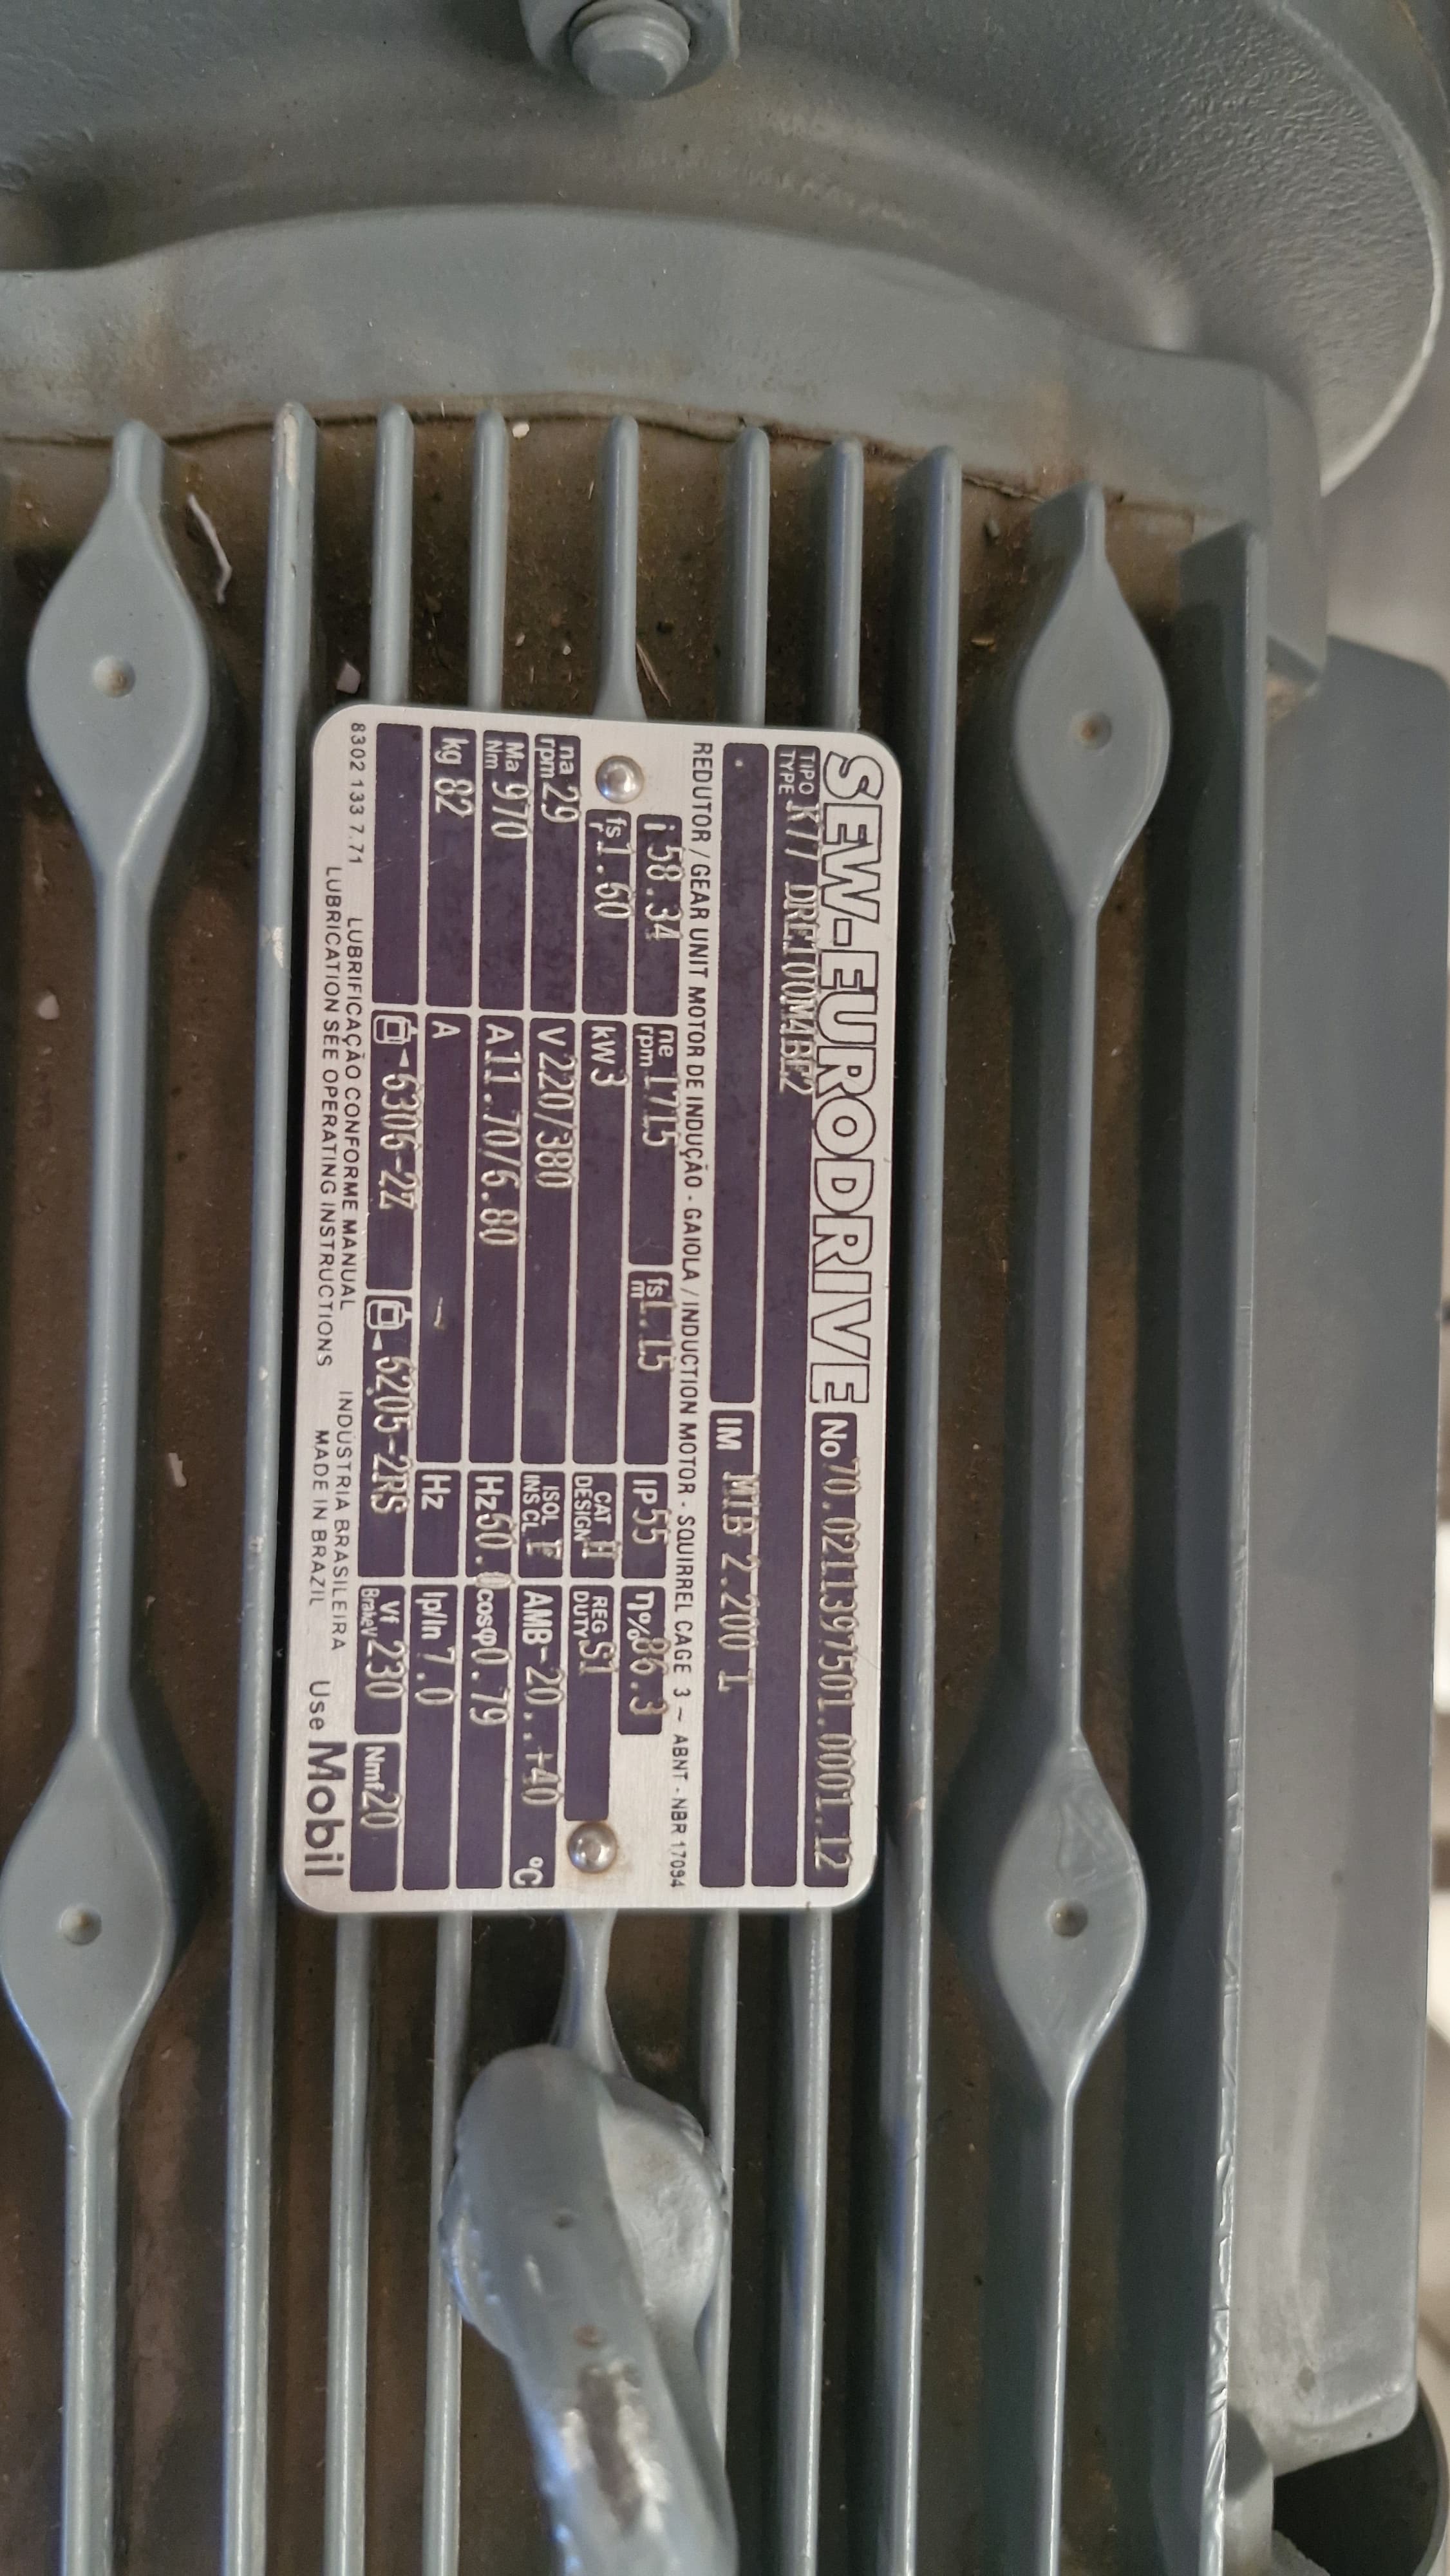 SEW-EURODRIVE No 70.0211397501.0001.12
TIPO TYPE K77 DRE100M4BE2
IM MIB 2.200 I
REDUTOR / GEAR UNIT MOTOR DE INDUÇÃO - GAIOLA / INDUCTION MOTOR - SQUIRREL CAGE 3 ~ ABNT - NBR 17094
i 58.34 ne rpm 1715 fs m 1.15 IP 55 η% 86.3
fs r 1.60 kW 3 CAT DESIGN H REG DUTY S1
na rpm 29 V 220/380 ISOL INS CL F AMB -20..+40 °C
Ma Nm 970 A 11.70/6.80 Hz 60.0 cosφ 0.79
kg 82 A - Hz Ip/In 7.0
6306-2Z 6205-2RS Vf BrakeV 230 Nmf 20
8302 133 7.71 LUBRIFICAÇÃO CONFORME MANUAL INDÚSTRIA BRASILEIRA
LUBRICATION SEE OPERATING INSTRUCTIONS MADE IN BRAZIL Use Mobil